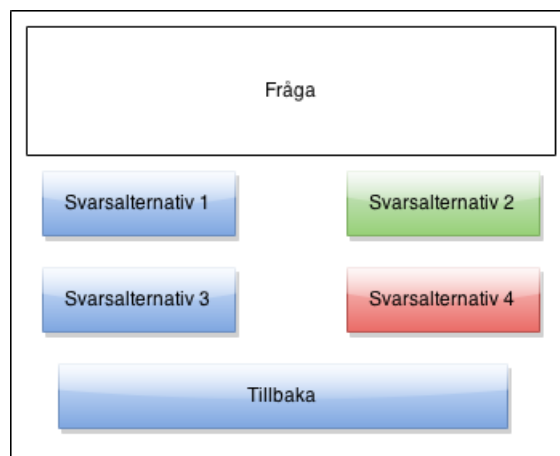 Fråga
Svarsalternativ 1
Svarsalternativ 2
Svarsalternativ 3
Svarsalternativ 4
Tillbaka